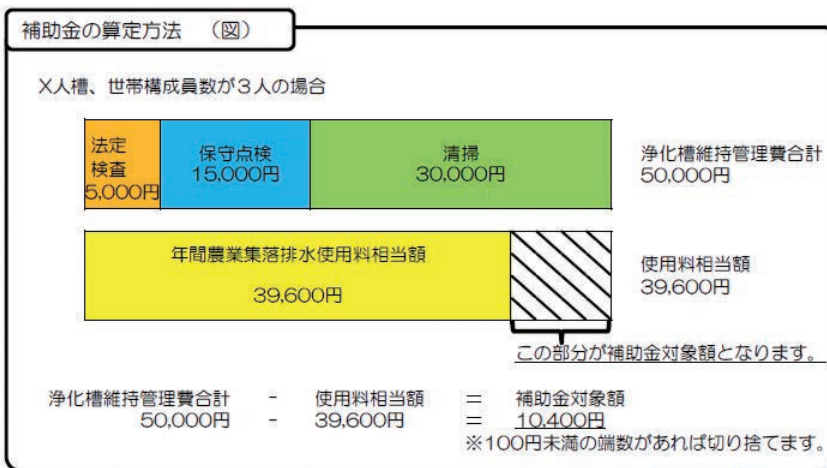 補助金の算定方法　（図）
X人槽、世帯構成員数が3人の場合
法定
検査
5,000円
保守点検
15,000円
清掃
30,000円
浄化槽維持管理費合計
50,000円
年間農業集落排水使用料相当額
39,600円
使用料相当額
39,600円
この部分が補助金対象額となります。
浄化槽維持管理費合計　-　使用料相当額　＝　補助金対象額
50,000円　-　39,600円　＝　10,400円
※100円未満の端数があれば切り捨てます。